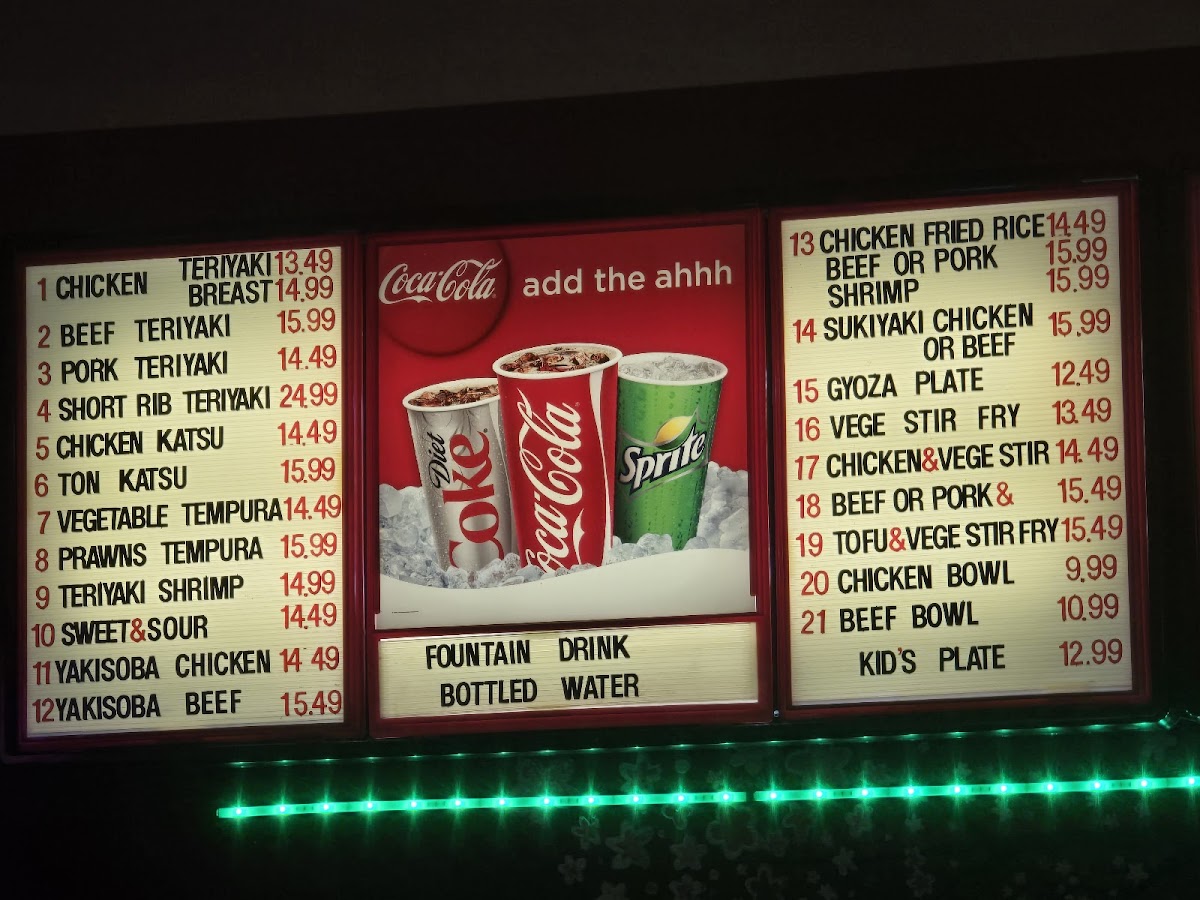 1 CHICKEN TERIYAKI 13.49
BREAST 14.99
2 BEEF TERIYAKI 15.99
3 PORK TERIYAKI 14.49
4 SHORT RIB TERIYAKI 24.99
5 CHICKEN KATSU 14.49
6 TON KATSU 15.99
7 VEGETABLE TEMPURA 14.49
8 PRAWNS TEMPURA 15.99
9 TERIYAKI SHRIMP 14.99
10 SWEET&SOUR 14.49
11 YAKISOBA CHICKEN 14 49
12 YAKISOBA BEEF 15.49
Coca-Cola add the ahhh
Diet Coke
Coca-Cola
Sprite
FOUNTAIN DRINK
BOTTLED WATER
13 CHICKEN FRIED RICE 14.49
BEEF OR PORK 15.99
SHRIMP 15.99
14 SUKIYAKI CHICKEN 15.99
OR BEEF
15 GYOZA PLATE 12.49
16 VEGE STIR FRY 13.49
17 CHICKEN&VEGE STIR 14.49
18 BEEF OR PORK & 15.49
19 TOFU&VEGE STIR FRY 15.49
20 CHICKEN BOWL 9.99
21 BEEF BOWL 10.99
KID'S PLATE 12.99